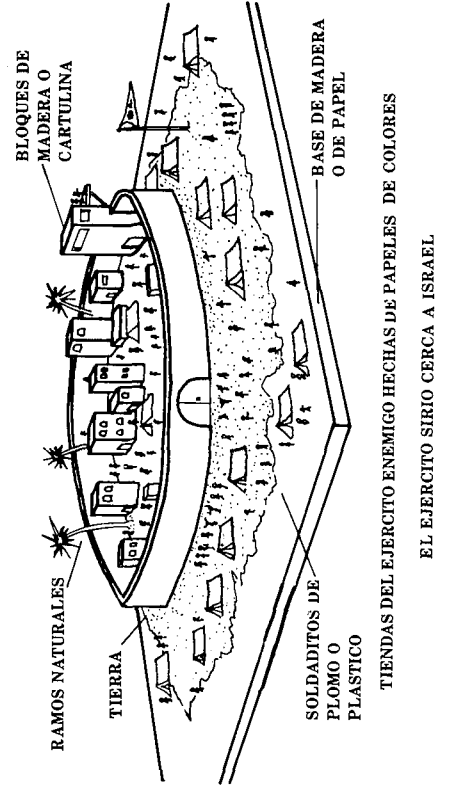 BLOQUES DE
MADERA O
CARTULINA
RAMOS NATURALES
TIERRA
SOLDADITOS DE
PLOMO O
PLASTICO
BASE DE MADERA
O DE PAPEL
TIENDAS DEL EJERCITO ENEMIGO HECHAS DE PAPELES DE COLORES
EL EJERCITO SIRIO CERCA A ISRAEL